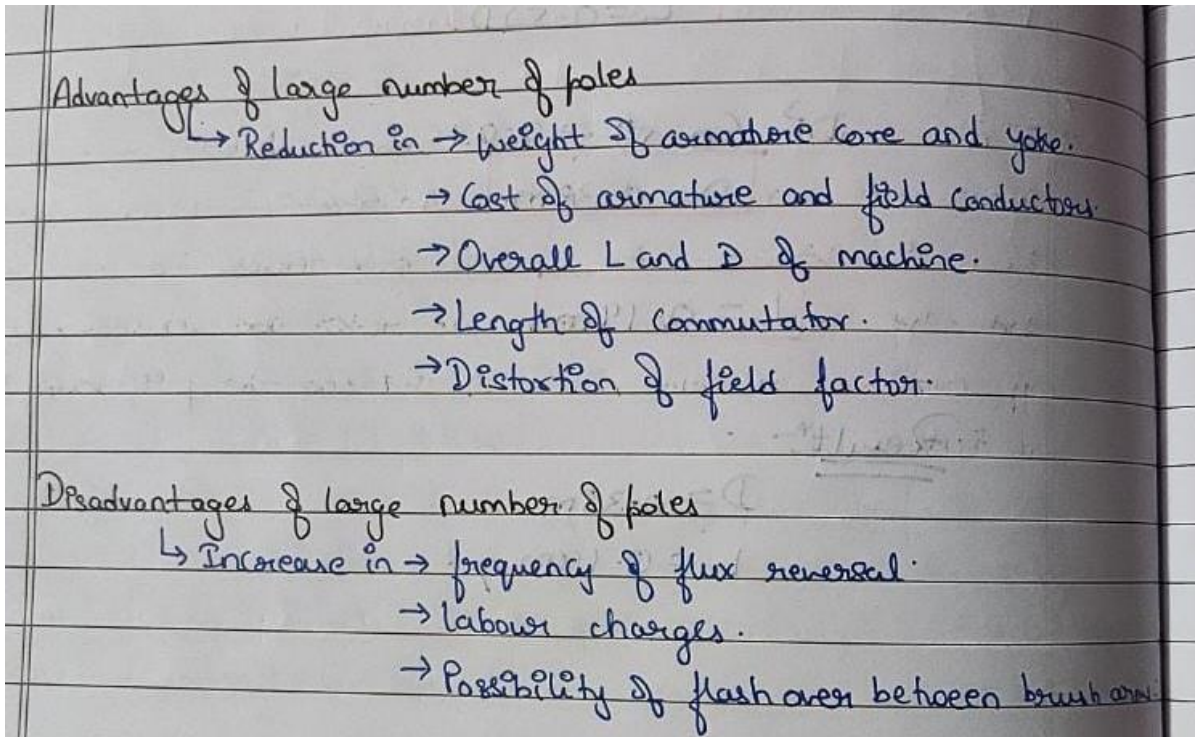 Advantages of large number of poles
↳ Reduction in → weight of armature core and yoke.
→ Cost of armature and field conductors.
→ Overall L and D of machine.
→ Length of commutator.
→ Distortion of field factor.
Disadvantages of large number of poles
↳ Increase in → frequency of flux reversal.
→ Labour charges.
→ Possibility of flash over between brush